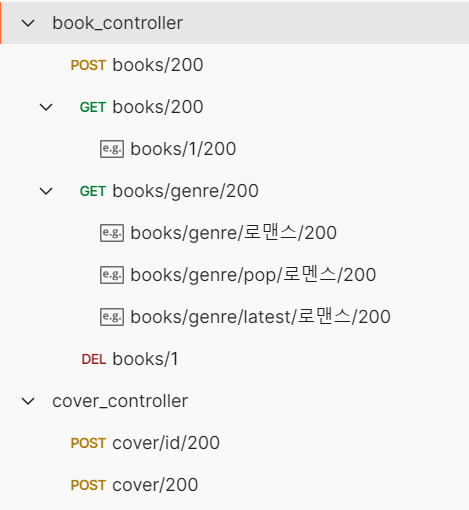 book_controller
POST books/200
GET books/200
e.g. books/1/200
GET books/genre/200
e.g. books/genre/로맨스/200
e.g. books/genre/pop/로멘스/200
e.g. books/genre/latest/로맨스/200
DEL books/1
cover_controller
POST cover/id/200
POST cover/200